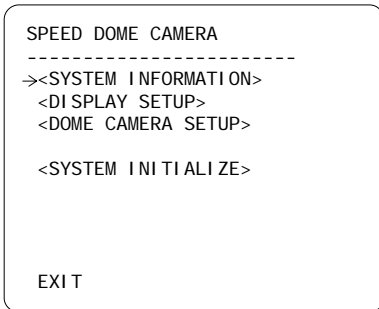 SPEED DOME CAMERA
------------------------
→<SYSTEM INFORMATION>
<DISPLAY SETUP>
<DOME CAMERA SETUP>
<SYSTEM INITIALIZE>
EXIT